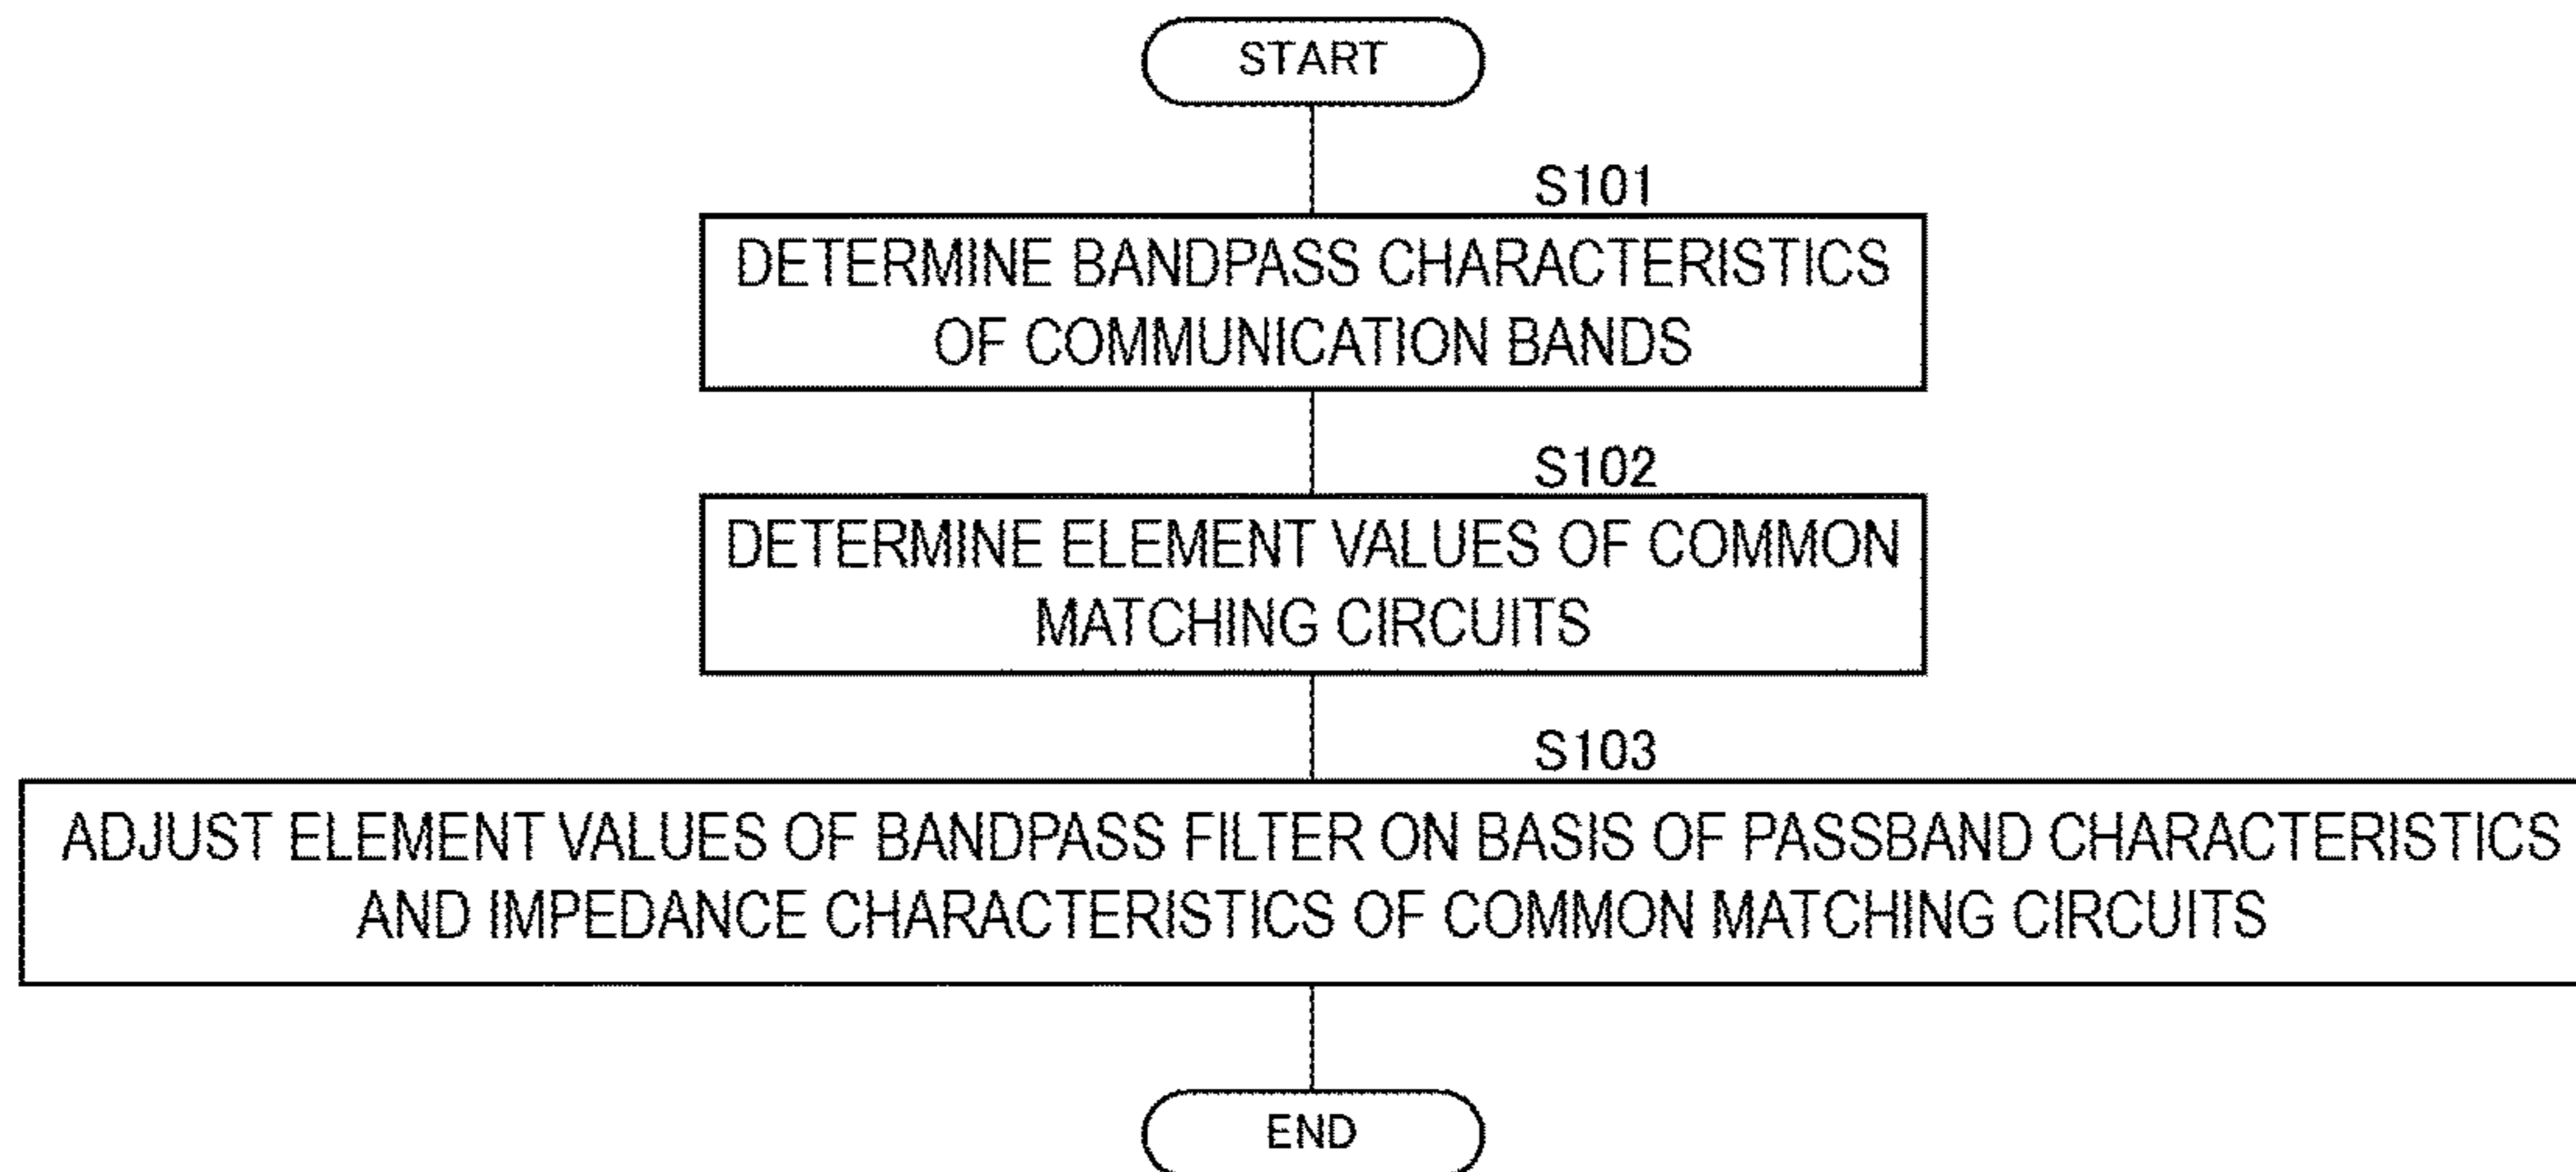 START
S101
DETERMINE BANDPASS CHARACTERISTICS
OF COMMUNICATION BANDS
S102
DETERMINE ELEMENT VALUES OF COMMON
MATCHING CIRCUITS
S103
ADJUST ELEMENT VALUES OF BANDPASS FILTER ON BASIS OF PASSBAND CHARACTERISTICS
AND IMPEDANCE CHARACTERISTICS OF COMMON MATCHING CIRCUITS
END